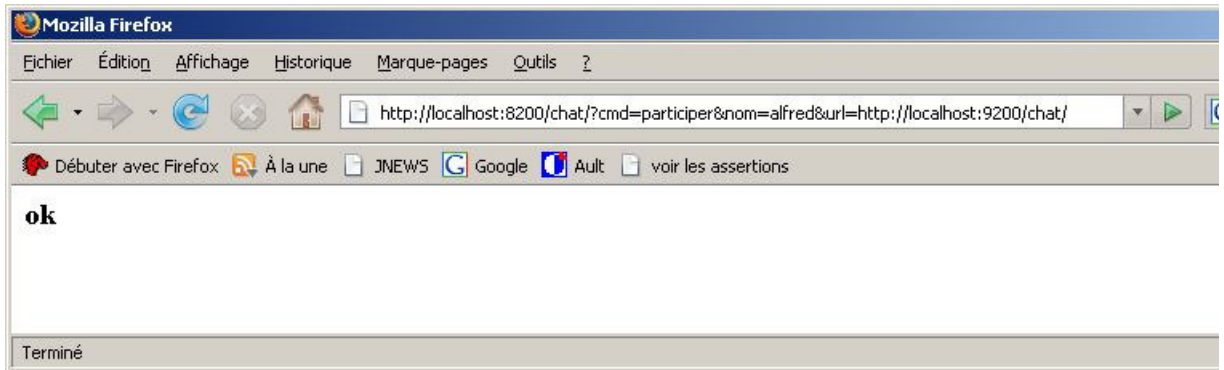 Mozilla Firefox
Fichier Édition Affichage Historique Marque-pages Outils ?
http://localhost:8200/chat/?cmd=participer&nom=alfred&url=http://localhost:9200/chat/
Débuter avec Firefox À la une JNEWS G Google Ault voir les assertions
ok
Terminé